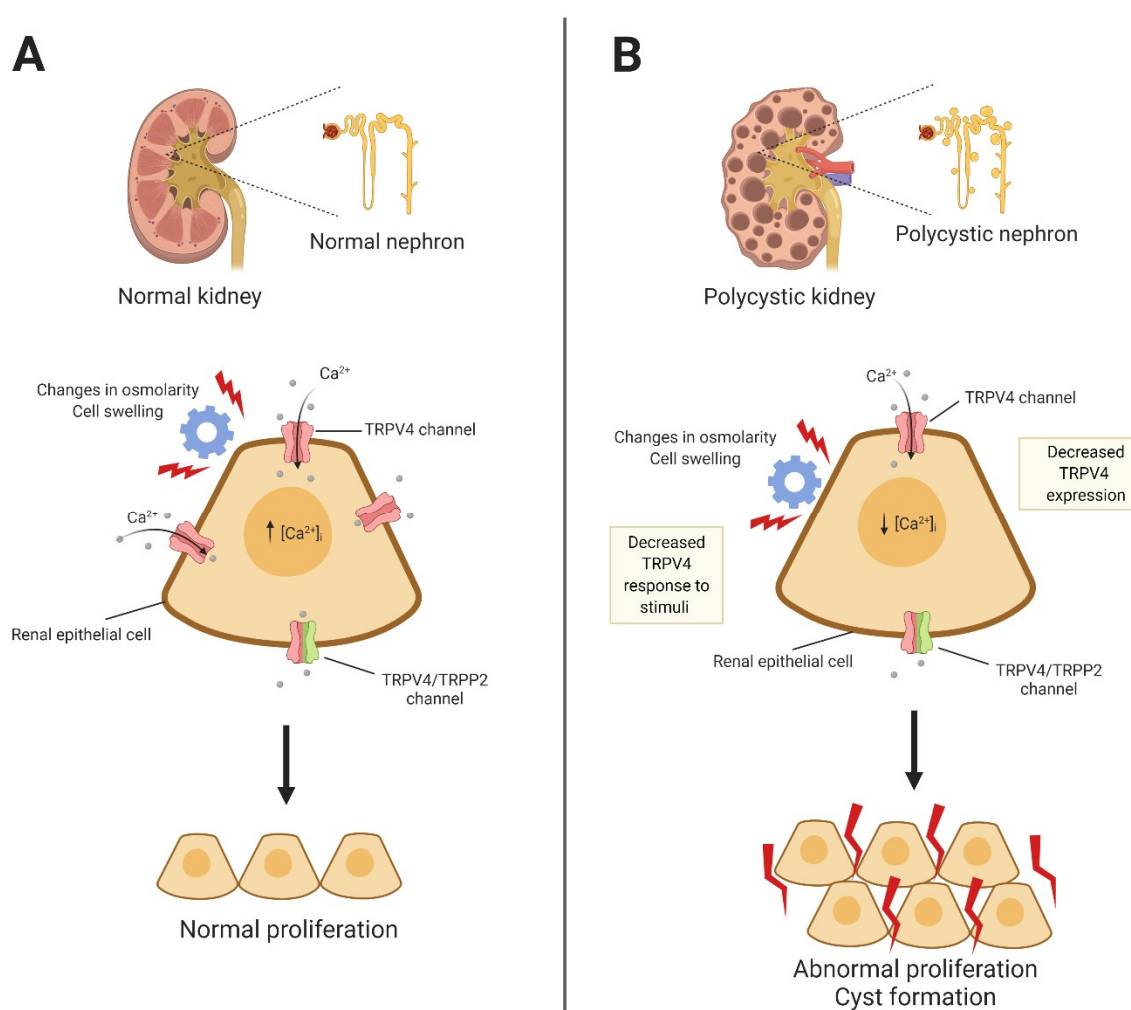 A
Normal nephron
Normal kidney
Changes in osmolarity
Cell swelling
Ca²⁺
TRPV4 channel
Ca²⁺
↑ [Ca²⁺]ᵢ
Renal epithelial cell
TRPV4/TRPP2
channel
Normal proliferation
B
Polycystic nephron
Polycystic kidney
Ca²⁺
TRPV4 channel
Changes in osmolarity
Cell swelling
Decreased
TRPV4
expression
↓ [Ca²⁺]ᵢ
Decreased
TRPV4
response to
stimuli
Renal epithelial cell
TRPV4/TRPP2
channel
Abnormal proliferation
Cyst formation